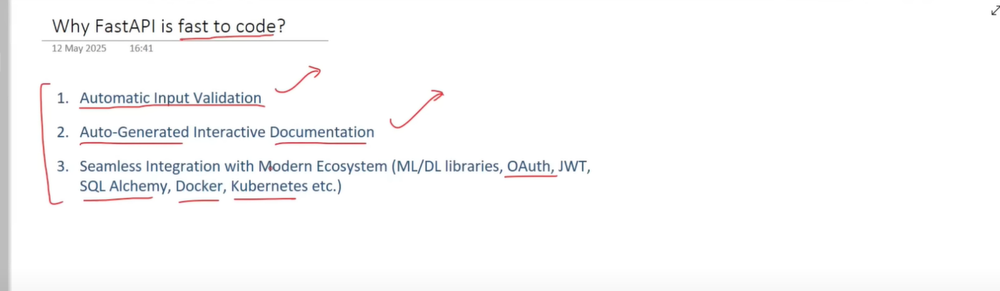 Why FastAPI is fast to code?
12 May 2025 16:41
1. Automatic Input Validation
2. Auto-Generated Interactive Documentation
3. Seamless Integration with Modern Ecosystem (ML/DL libraries, OAuth, JWT,
SQL Alchemy, Docker, Kubernetes etc.)